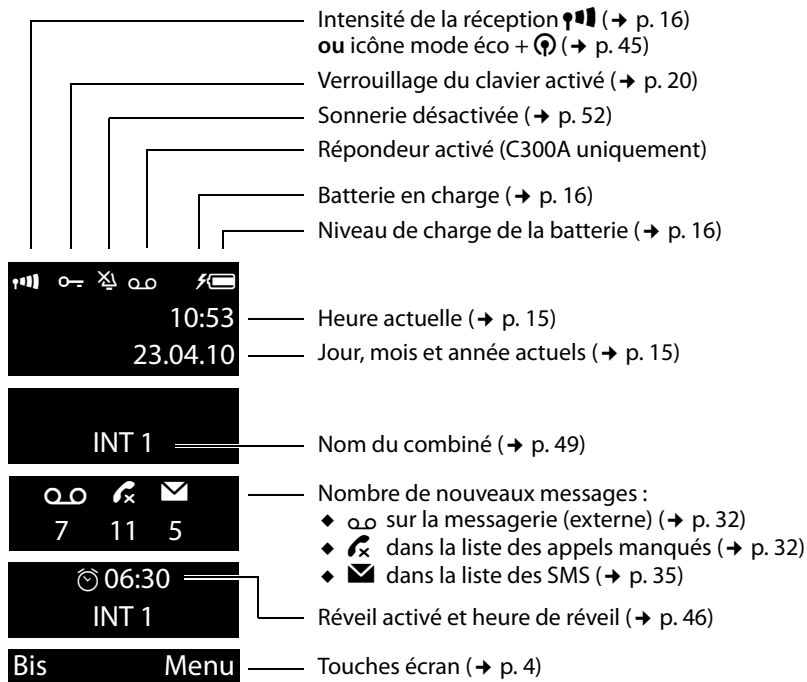 Intensité de la réception (➔ p. 16)
ou icône mode éco + (➔ p. 45)
Verrouillage du clavier activé (➔ p. 20)
Sonnerie désactivée (➔ p. 52)
Répondeur activé (C300A uniquement)
Batterie en charge (➔ p. 16)
Niveau de charge de la batterie (➔ p. 16)
10:53
Heure actuelle (➔ p. 15)
23.04.10
Jour, mois et année actuels (➔ p. 15)
INT 1
Nom du combiné (➔ p. 49)
7 11 5
Nombre de nouveaux messages :
◆ sur la messagerie (externe) (➔ p. 32)
◆ dans la liste des appels manqués (➔ p. 32)
◆ dans la liste des SMS (➔ p. 35)
06:30
INT 1
Réveil activé et heure de réveil (➔ p. 46)
Bis Menu
Touches écran (➔ p. 4)